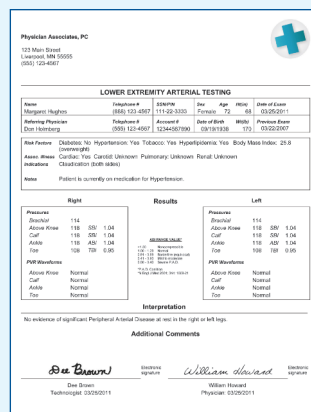 Physician Associates, PC
123 Main Street
Liverpool, MN 55555
(555) 123-4567
LOWER EXTREMITY ARTERIAL TESTING
Name Telephone # SSN/PIN Sex Age Ht(in) Date of Exam
Margaret Hughes (555) 123-4567 111-22-3333 Female 72 68 03/25/2011
Referring Physician Telephone # Account # Date of Birth Wt(lb) Previous Exam
Don Holmberg (555) 123-4567 12344567890 03/19/1938 170 03/22/2007
Risk Factors Diabetes: No Hypertension: Yes Tobacco: Yes Hyperlipidemia: Yes Body Mass Index: 25.8
(overweight)
Assoc. Illness Cardiac: Yes Carotid: Unknown Pulmonary: Unknown Renal: Unknown
Indications Claudication (both sides)
Notes Patient is currently on medication for Hypertension.
Right Results Left
Pressures
Brachial 114
Above Knee 118 SBI 1.04
Calf 118 SBI 1.04
Ankle 118 ABI 1.04
Toe 108 TBI 0.95
PVR Waveforms
Above Knee Normal
Calf Normal
Ankle Normal
Toe Normal
Pressures
Brachial 114
Above Knee 118 SBI 1.04
Calf 118 SBI 1.04
Ankle 118 ABI 1.04
Toe 108 TBI 0.95
PVR Waveforms
Above Knee Normal
Calf Normal
Ankle Normal
Toe Normal
Interpretation
No evidence of significant Peripheral Arterial Disease at rest in the right or left legs.
Additional Comments
Dee Brown Electronic signature
William Howard Electronic signature
Dee Brown
Technologist 03/25/2011
William Howard
Physician: 03/25/2011